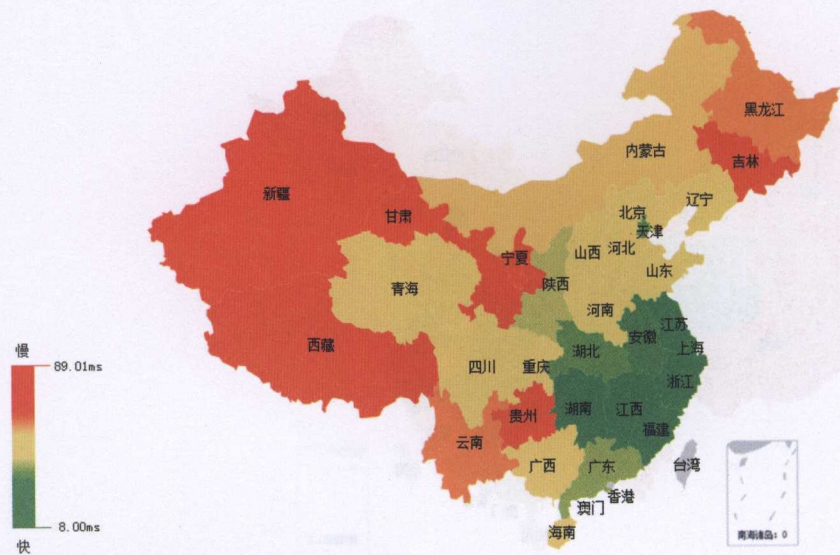 黑龙江
内蒙古
吉林
新疆
辽宁
北京
甘肃
天津
河北
山西
宁夏
山东
陕西
青海
河南
江苏
安徽
西藏
上海
慢
湖北
89.01ms
四川
重庆
浙江
湖南
江西
贵州
福建
云南
广西
广东
台湾
香港
澳门
8.00ms
海南
南海诸岛: 0
快